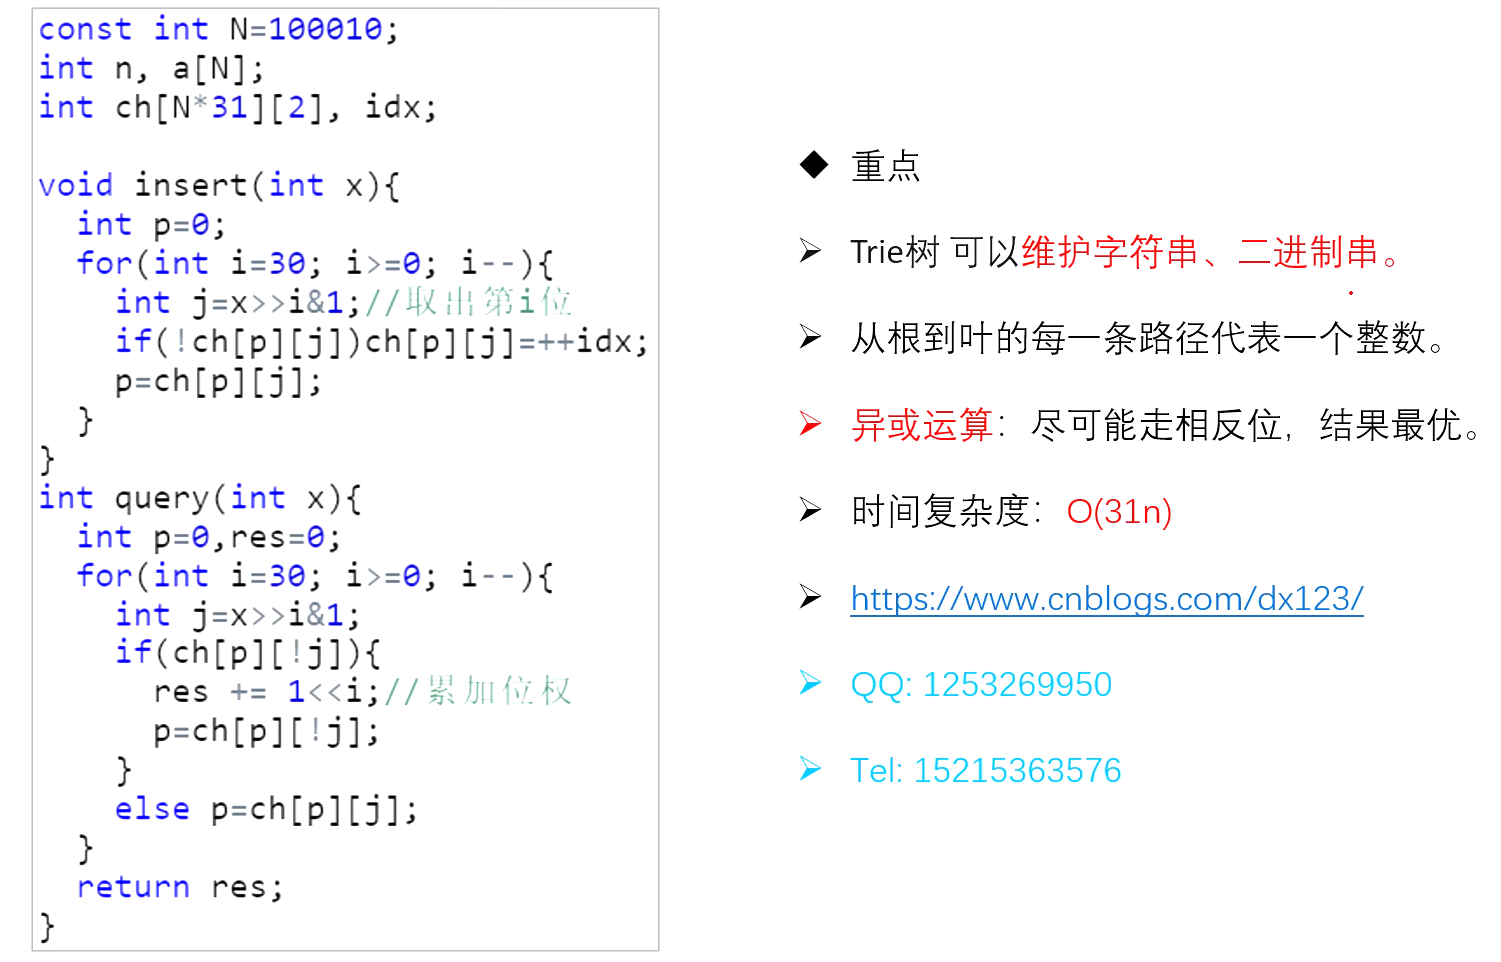 const int N=100010;
int n, a[N];
int ch[N*31][2], idx;
void insert(int x){
int p=0;
for(int i=30; i>=0; i--){
int j=x>>i&1;//取出第i位
if(!ch[p][j])ch[p][j]=++idx;
p=ch[p][j];
}
}
int query(int x){
int p=0,res=0;
for(int i=30; i>=0; i--){
int j=x>>i&1;
if(ch[p][!j]){
res += 1<<i;//累加位权
p=ch[p][!j];
}
else p=ch[p][j];
}
return res;
}
◆ 重点
➢ Trie树 可以维护字符串、二进制串。
➢ 从根到叶的每一条路径代表一个整数。
➢ 异或运算：尽可能走相反位，结果最优。
➢ 时间复杂度：O(31n)
➢ https://www.cnblogs.com/dx123/
➢ QQ: 1253269950
➢ Tel: 15215363576